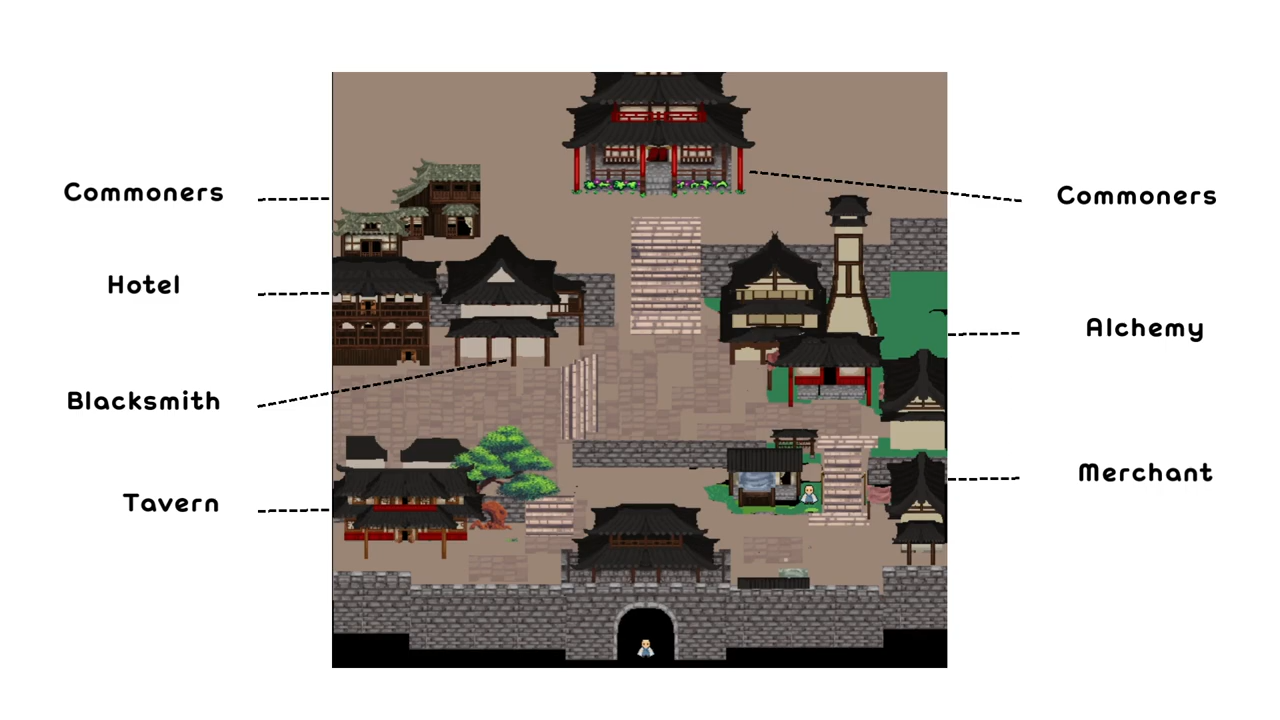 Commoners
Hotel
Blacksmith
Tavern
Commoners
Alchemy
Merchant